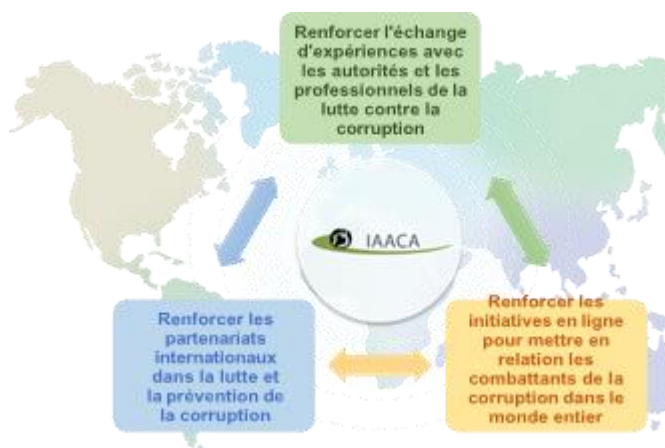 Renforcer l'échange
d'expériences avec
les autorités et les
professionnels de la
lutte contre la
corruption
IAACA
Renforcer les
partenariats
internationaux
dans la lutte et
la prévention de
la corruption
Renforcer les
initiatives en ligne
pour mettre en
relation les
combattants de la
corruption dans le
monde entier